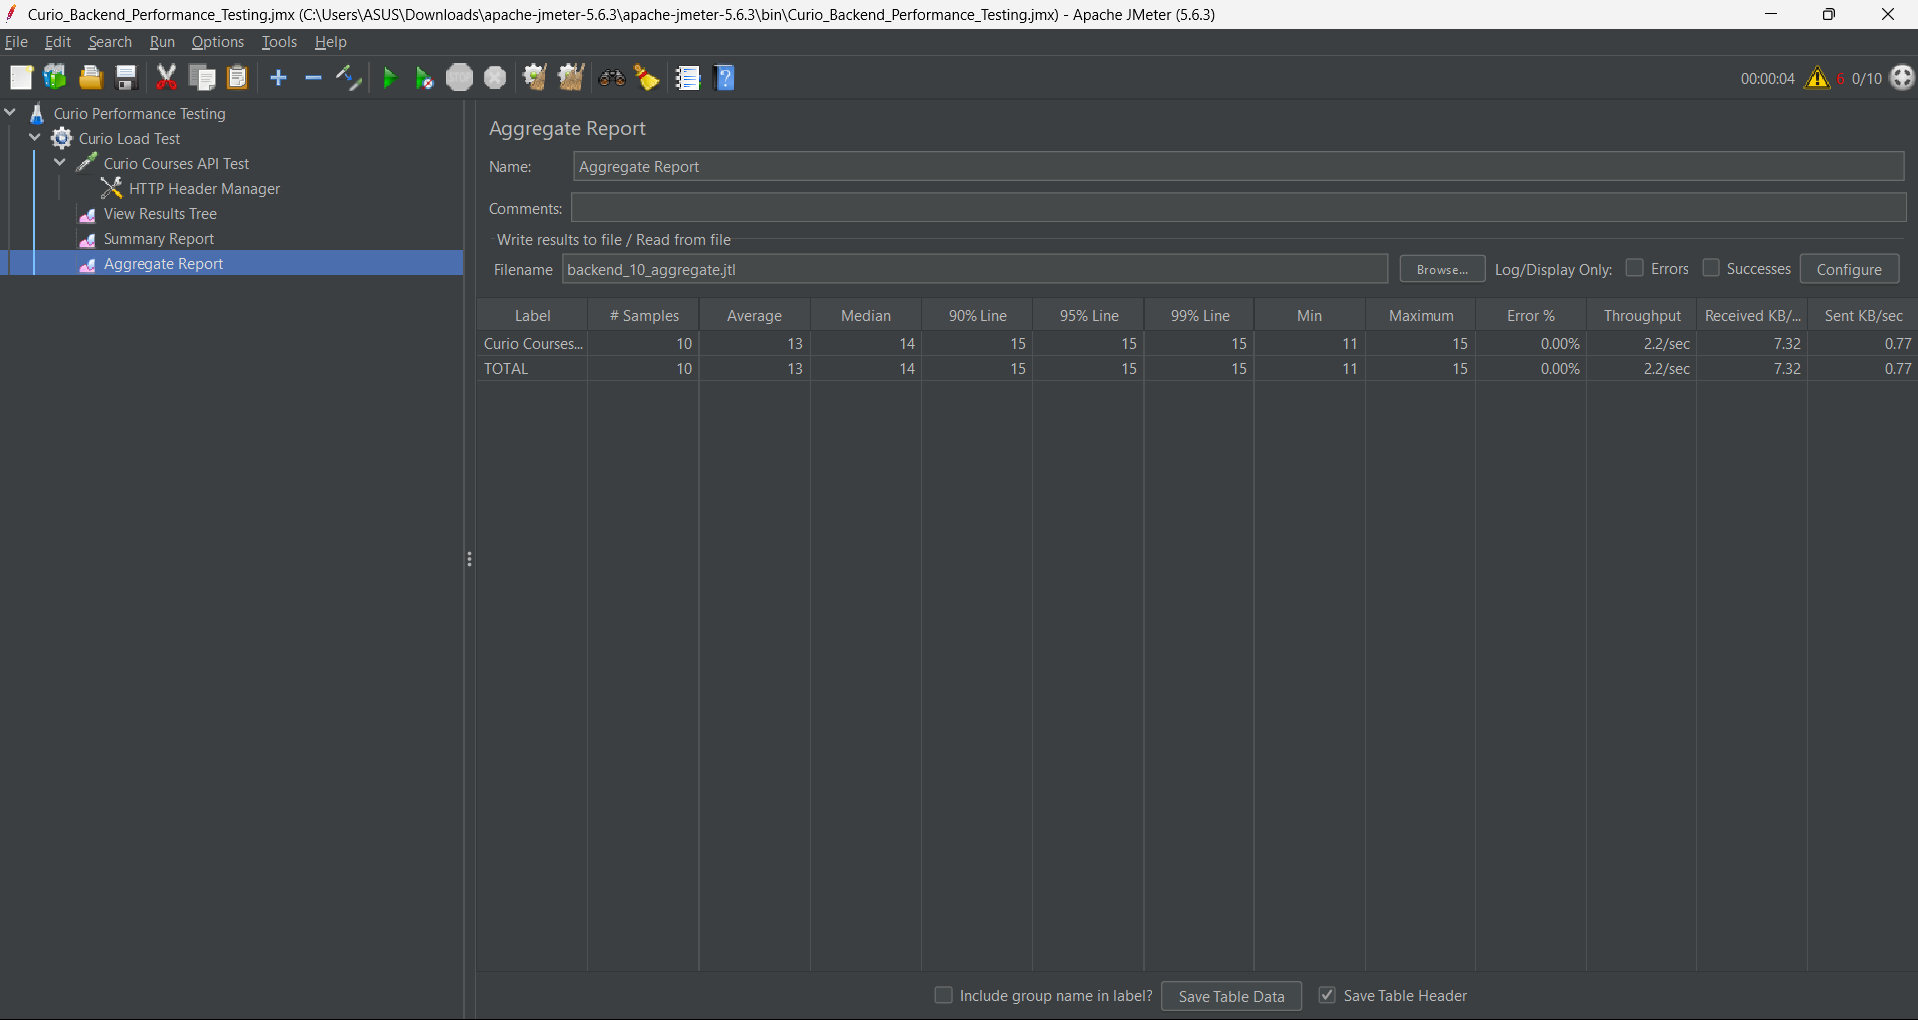 Curio_Backend_Performance_Testing.jmx (C:\Users\ASUS\Downloads\apache-jmeter-5.6.3\apache-jmeter-5.6.3\bin\Curio_Backend_Performance_Testing.jmx) - Apache JMeter (5.6.3)
File Edit Search Run Options Tools Help
STOP
00:00:04 6 0/10
Curio Performance Testing
Curio Load Test
Curio Courses API Test
HTTP Header Manager
View Results Tree
Summary Report
Aggregate Report
Aggregate Report
Name: Aggregate Report
Comments:
Write results to file / Read from file
Filename backend_10_aggregate.jtl Browse... Log/Display Only: Errors Successes Configure
Label # Samples Average Median 90% Line 95% Line 99% Line Min Maximum Error % Throughput Received KB/... Sent KB/sec
Curio Courses... 10 13 14 15 15 15 11 15 0.00% 2.2/sec 7.32 0.77
TOTAL 10 13 14 15 15 15 11 15 0.00% 2.2/sec 7.32 0.77
Include group name in label? Save Table Data Save Table Header